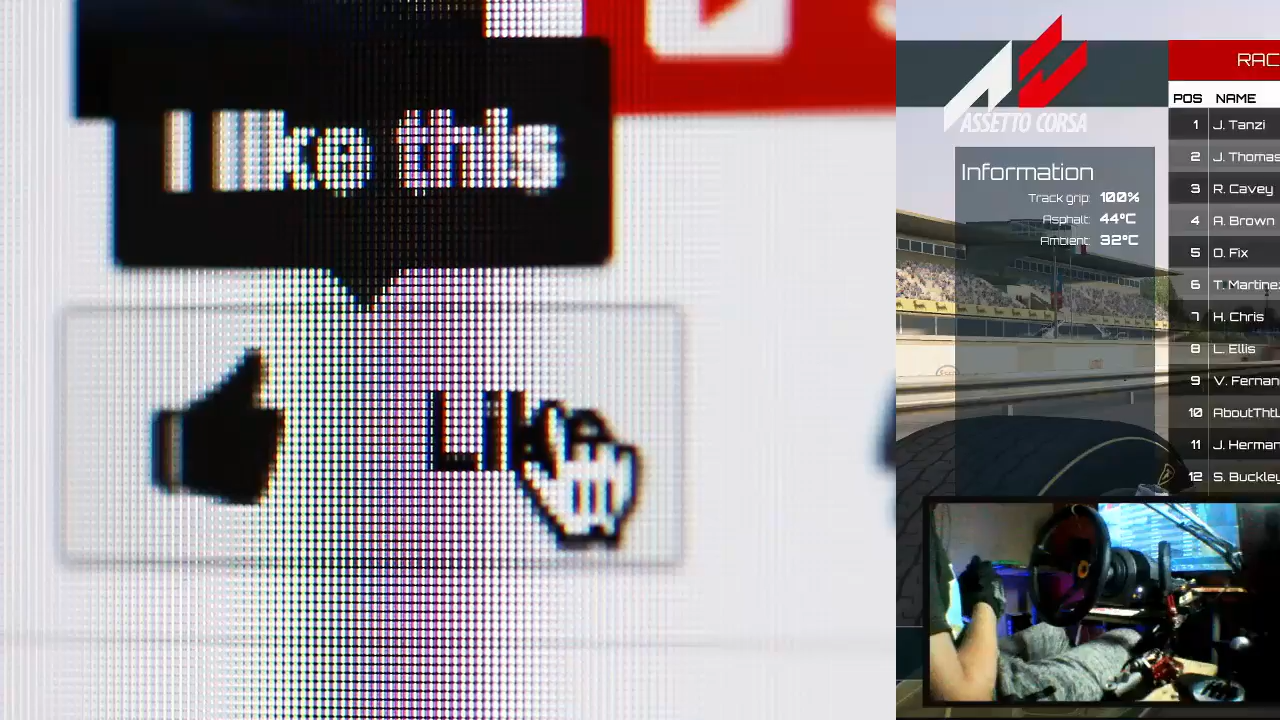 I like this
Like
ASSETTO CORSA
Information
Track grip: 100%
Asphalt: 44°C
Ambient: 32°C
RAC
POS NAME
1 J. Tanzi
2 J. Thomas
3 R. Cavey
4 A. Brown
5 O. Fix
6 T. Martinez
7 H. Chris
8 L. Ellis
9 V. Fernan
10 AboutThtL
11 J. Herman
12 S. Buckley